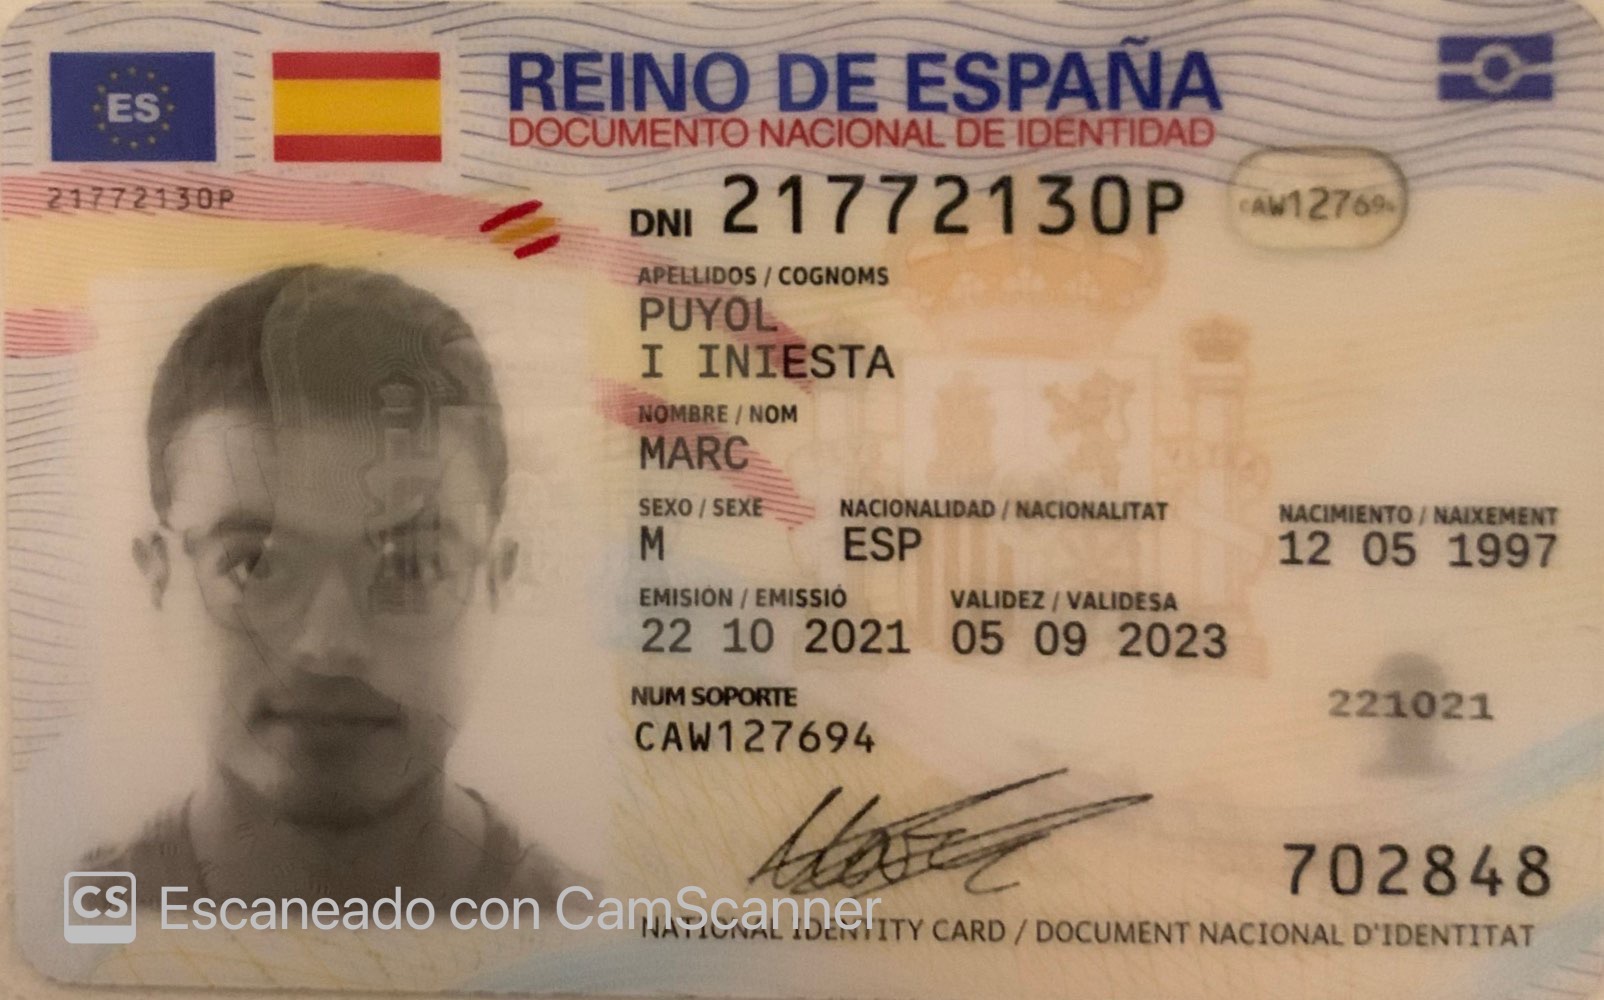 ES
REINO DE ESPAÑA
DOCUMENTO NACIONAL DE IDENTIDAD
21772130P
DNI 21772130P
CAW127694
APELLIDOS / COGNOMS
PUYOL
I INIESTA
NOMBRE / NOM
MARC
SEXO / SEXE NACIONALIDAD / NACIONALITAT NACIMIENTO / NAIXEMENT
M ESP 12 05 1997
EMISIÓN / EMISSIÓ VALIDEZ / VALIDESA
22 10 2021 05 09 2023
NUM SOPORTE
CAW127694
221021
702848
CS Escaneado con CamScanner
NATIONAL IDENTITY CARD / DOCUMENT NACIONAL D'IDENTITAT